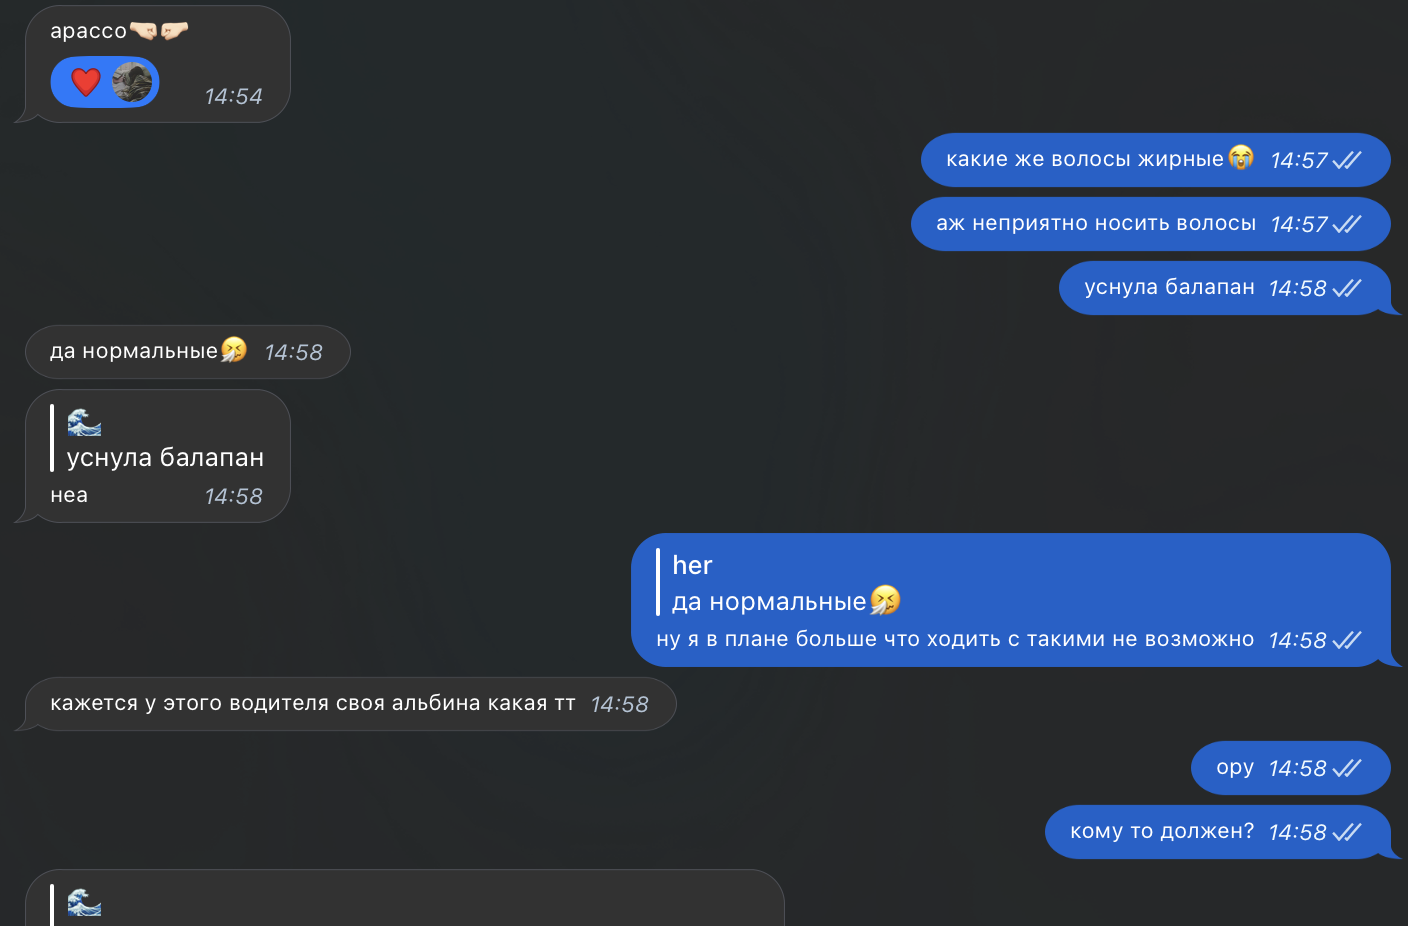 арассо🤜🏻🤛🏻
❤️ 14:54
какие же волосы жирные😭 14:57
аж неприятно носить волосы 14:57
уснула балапан 14:58
да нормальные🤧 14:58
🌊
уснула балапан
неа 14:58
her
да нормальные🤧
ну я в плане больше что ходить с такими не возможно 14:58
кажется у этого водителя своя альбина какая тт 14:58
ору 14:58
кому то должен? 14:58
🌊